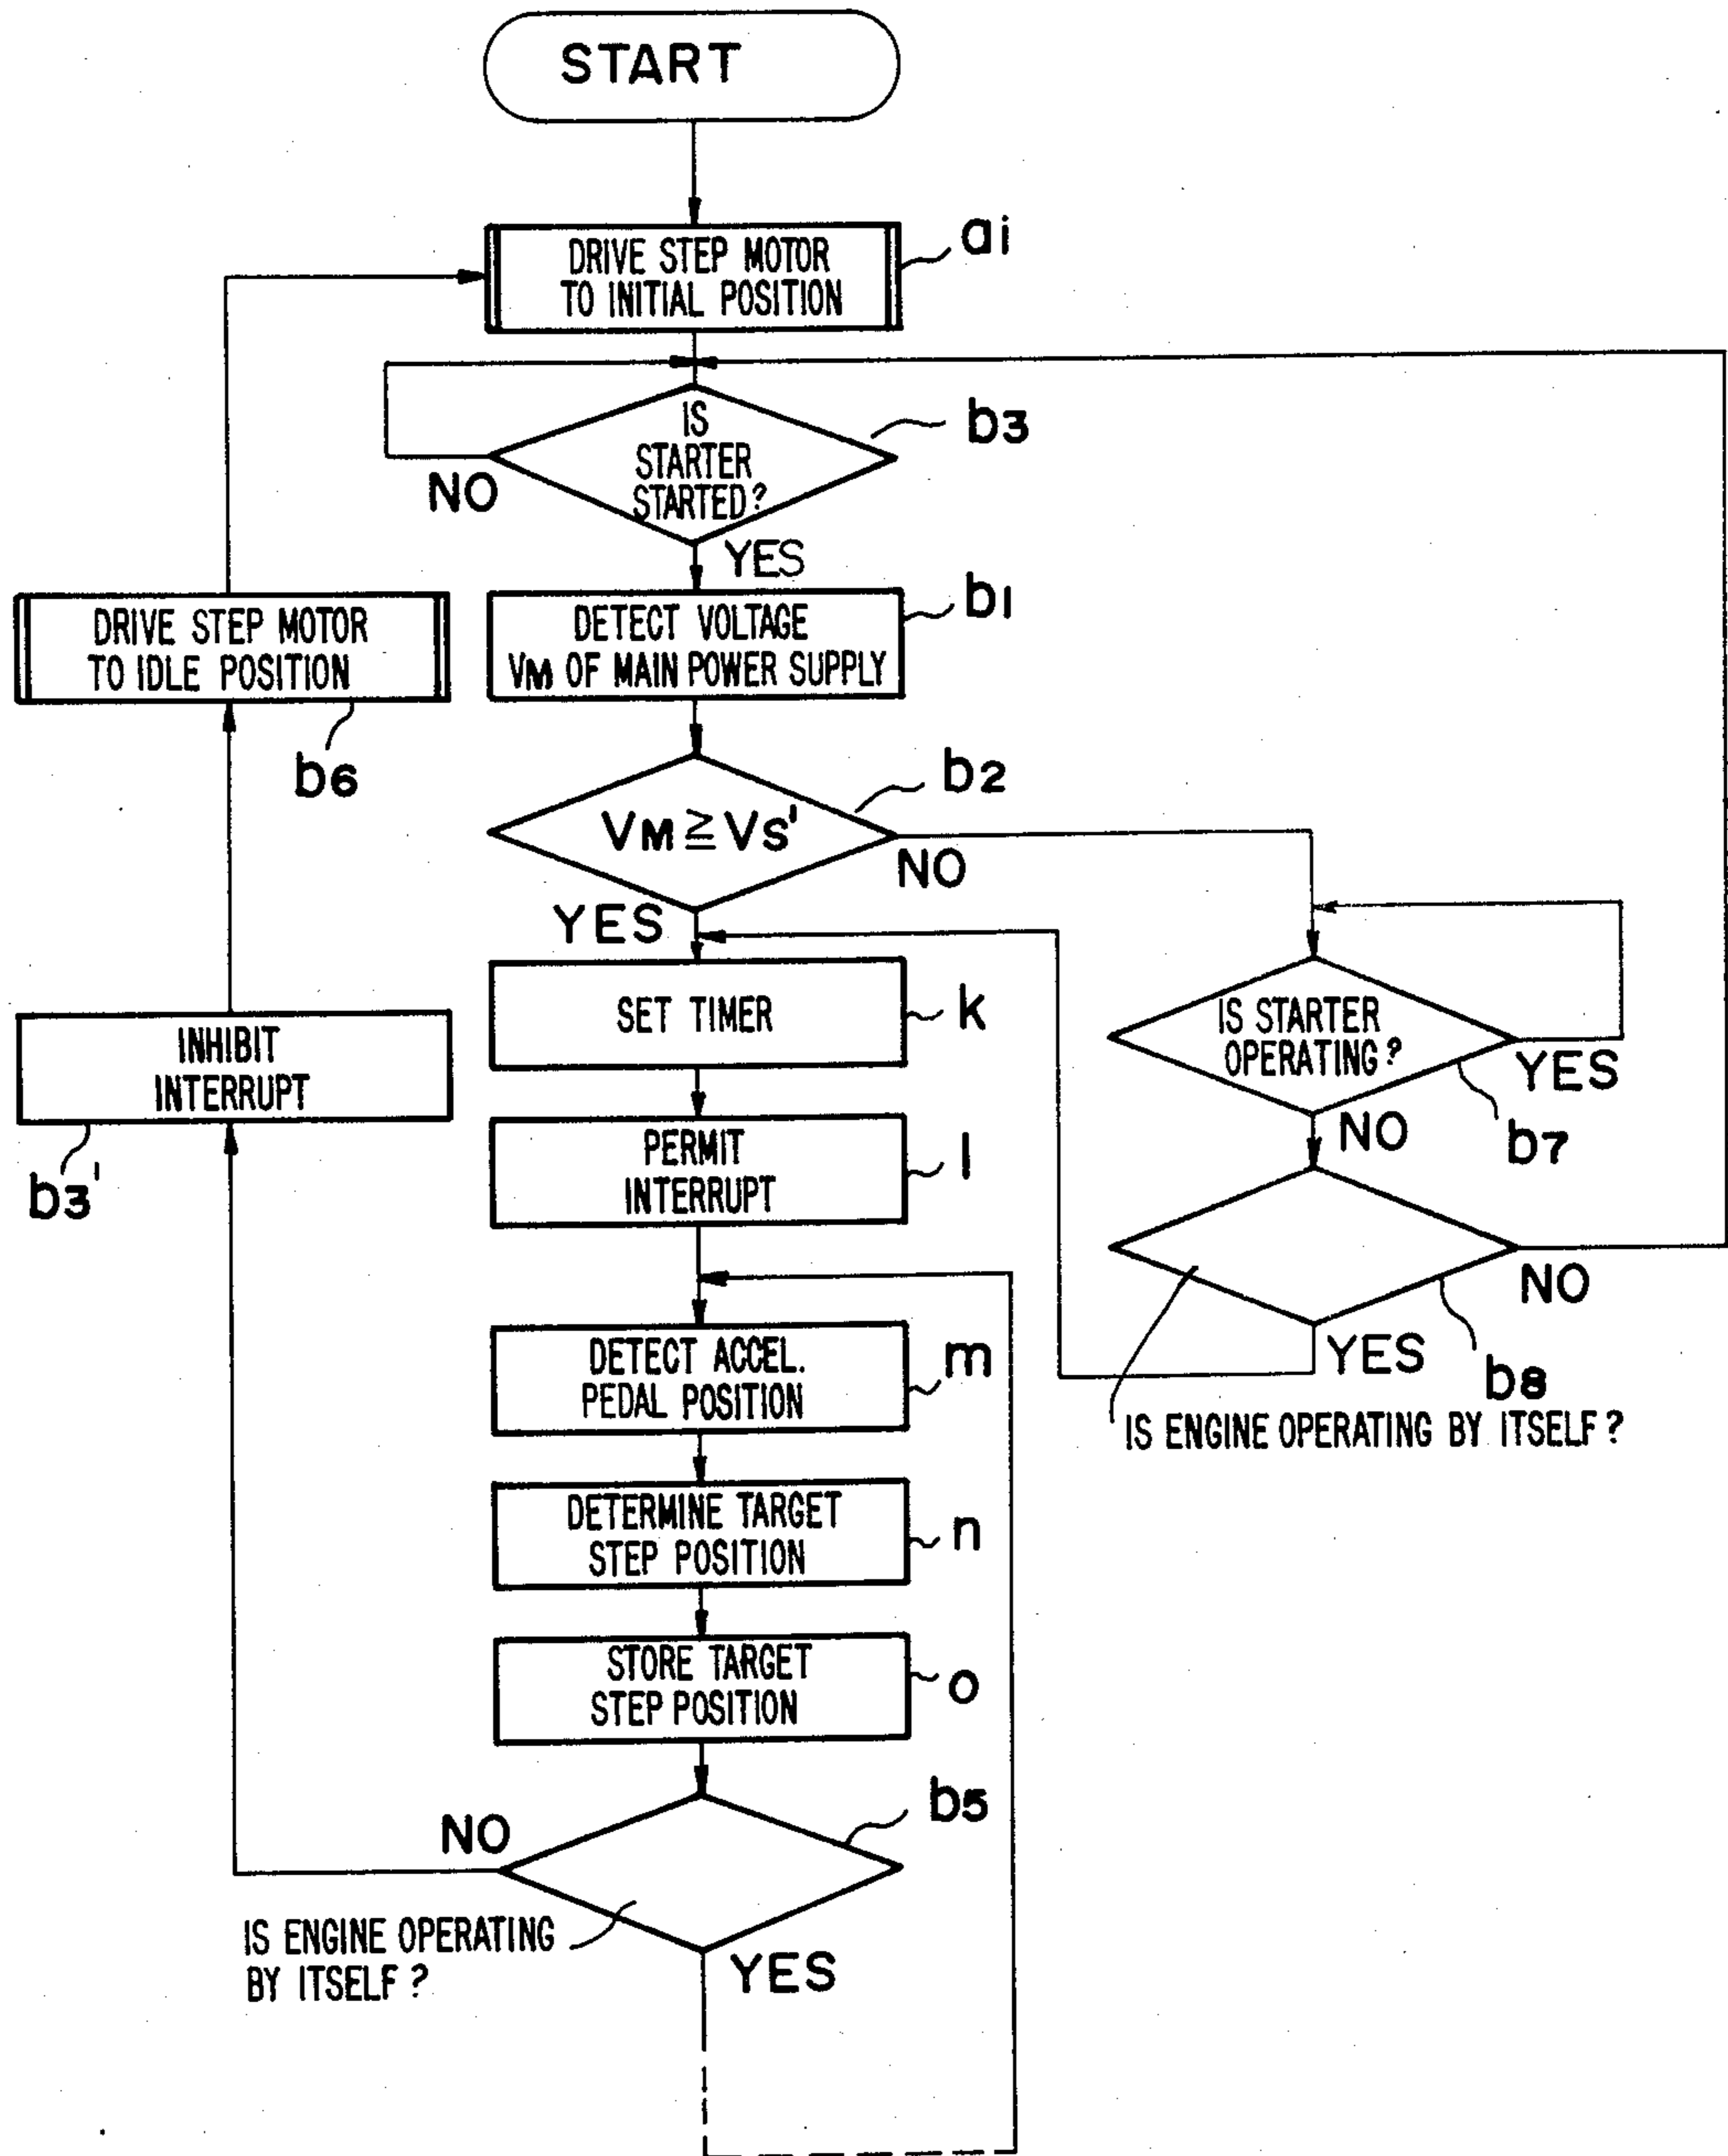 START
DRIVE STEP MOTOR
TO INITIAL POSITION
ai
IS
STARTER
STARTED?
b3
NO
YES
DETECT VOLTAGE
VM OF MAIN POWER SUPPLY
b1
DRIVE STEP MOTOR
TO IDLE POSITION
b6
VM ≧ VS'
b2
NO
YES
SET TIMER
k
IS STARTER
OPERATING?
YES
b7
NO
INHIBIT
INTERRUPT
b3'
PERMIT
INTERRUPT
l
NO
YES
b8
IS ENGINE OPERATING BY ITSELF?
DETECT ACCEL.
PEDAL POSITION
m
DETERMINE TARGET
STEP POSITION
n
STORE TARGET
STEP POSITION
o
b5
NO
IS ENGINE OPERATING
BY ITSELF?
YES